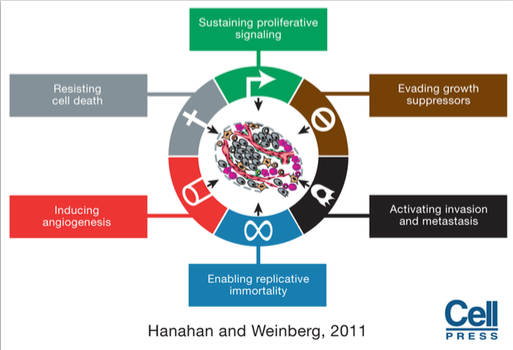 Sustaining proliferative
signaling
Resisting
cell death
Evading growth
suppressors
Inducing
angiogenesis
Activating invasion
and metastasis
Enabling replicative
immortality
Hanahan and Weinberg, 2011
Cell
PRESS